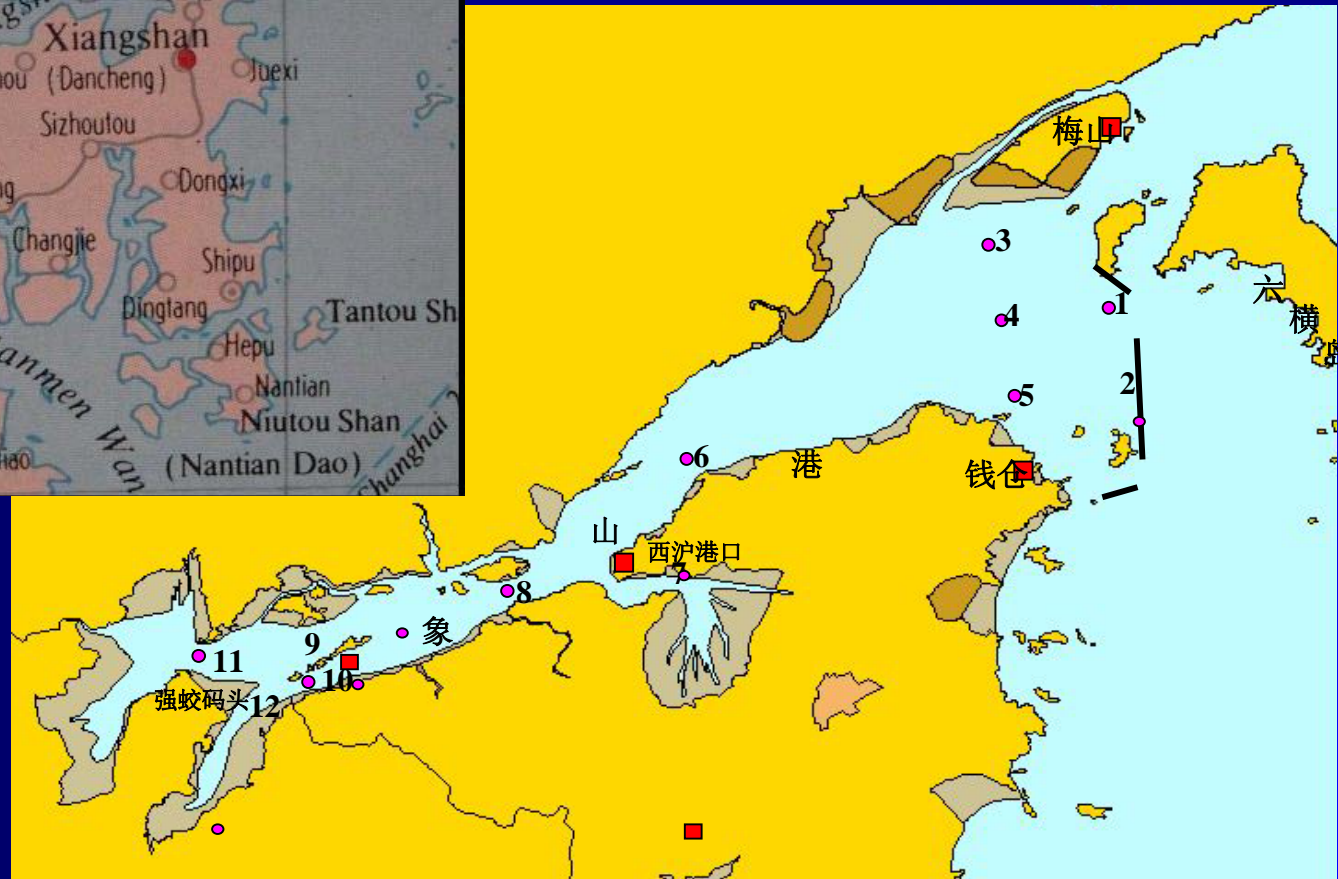 Xiangshan
(Dancheng)
Juexi
Sizhoutou
Dongxi
Changjie
Shipu
Dingtang
Tantou Sh
Hepu
Nantian
Niutou Shan
(Nantian Dao)
Shanghai
梅山
3
4
1
六
横
2
5
6
港
钱仓
山
西沪港口
7
8
象
9
11
10
强蛟码头
12